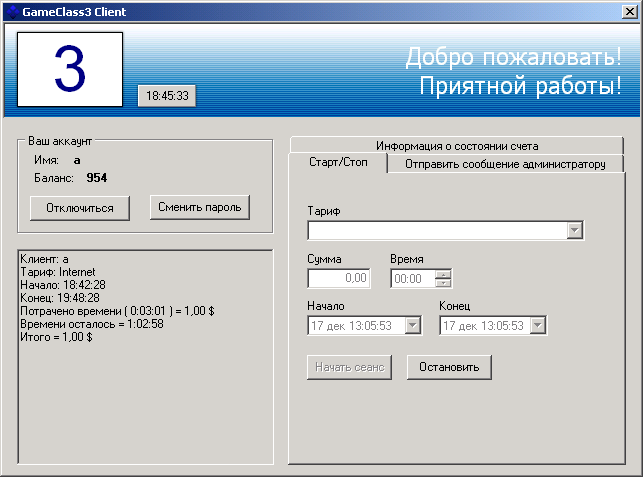 GameClass3 Client
3
18:45:33
Добро пожаловать!
Приятной работы!
Ваш аккаунт
Имя: а
Баланс: 954
Отключиться
Сменить пароль
Клиент: а
Тариф: Internet
Начало: 18:42:28
Конец: 19:48:28
Потрачено времени ( 0:03:01 ) = 1,00 $
Времени осталось = 1:02:58
Итого = 1,00 $
Информация о состоянии счета
Старт/Стоп
Отправить сообщение администратору
Тариф
Сумма
Время
0,00
00:00
Начало
Конец
17 дек 13:05:53
17 дек 13:05:53
Начать сеанс
Остановить